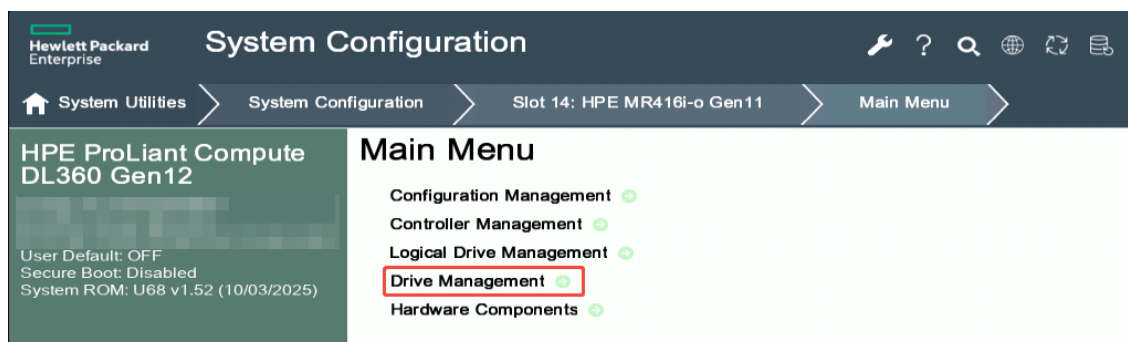 Hewlett Packard
Enterprise
System Configuration
System Utilities
System Configuration
Slot 14: HPE MR416i-o Gen11
Main Menu
HPE ProLiant Compute
DL360 Gen12
User Default: OFF
Secure Boot: Disabled
System ROM: U68 v1.52 (10/03/2025)
Main Menu
Configuration Management
Controller Management
Logical Drive Management
Drive Management
Hardware Components